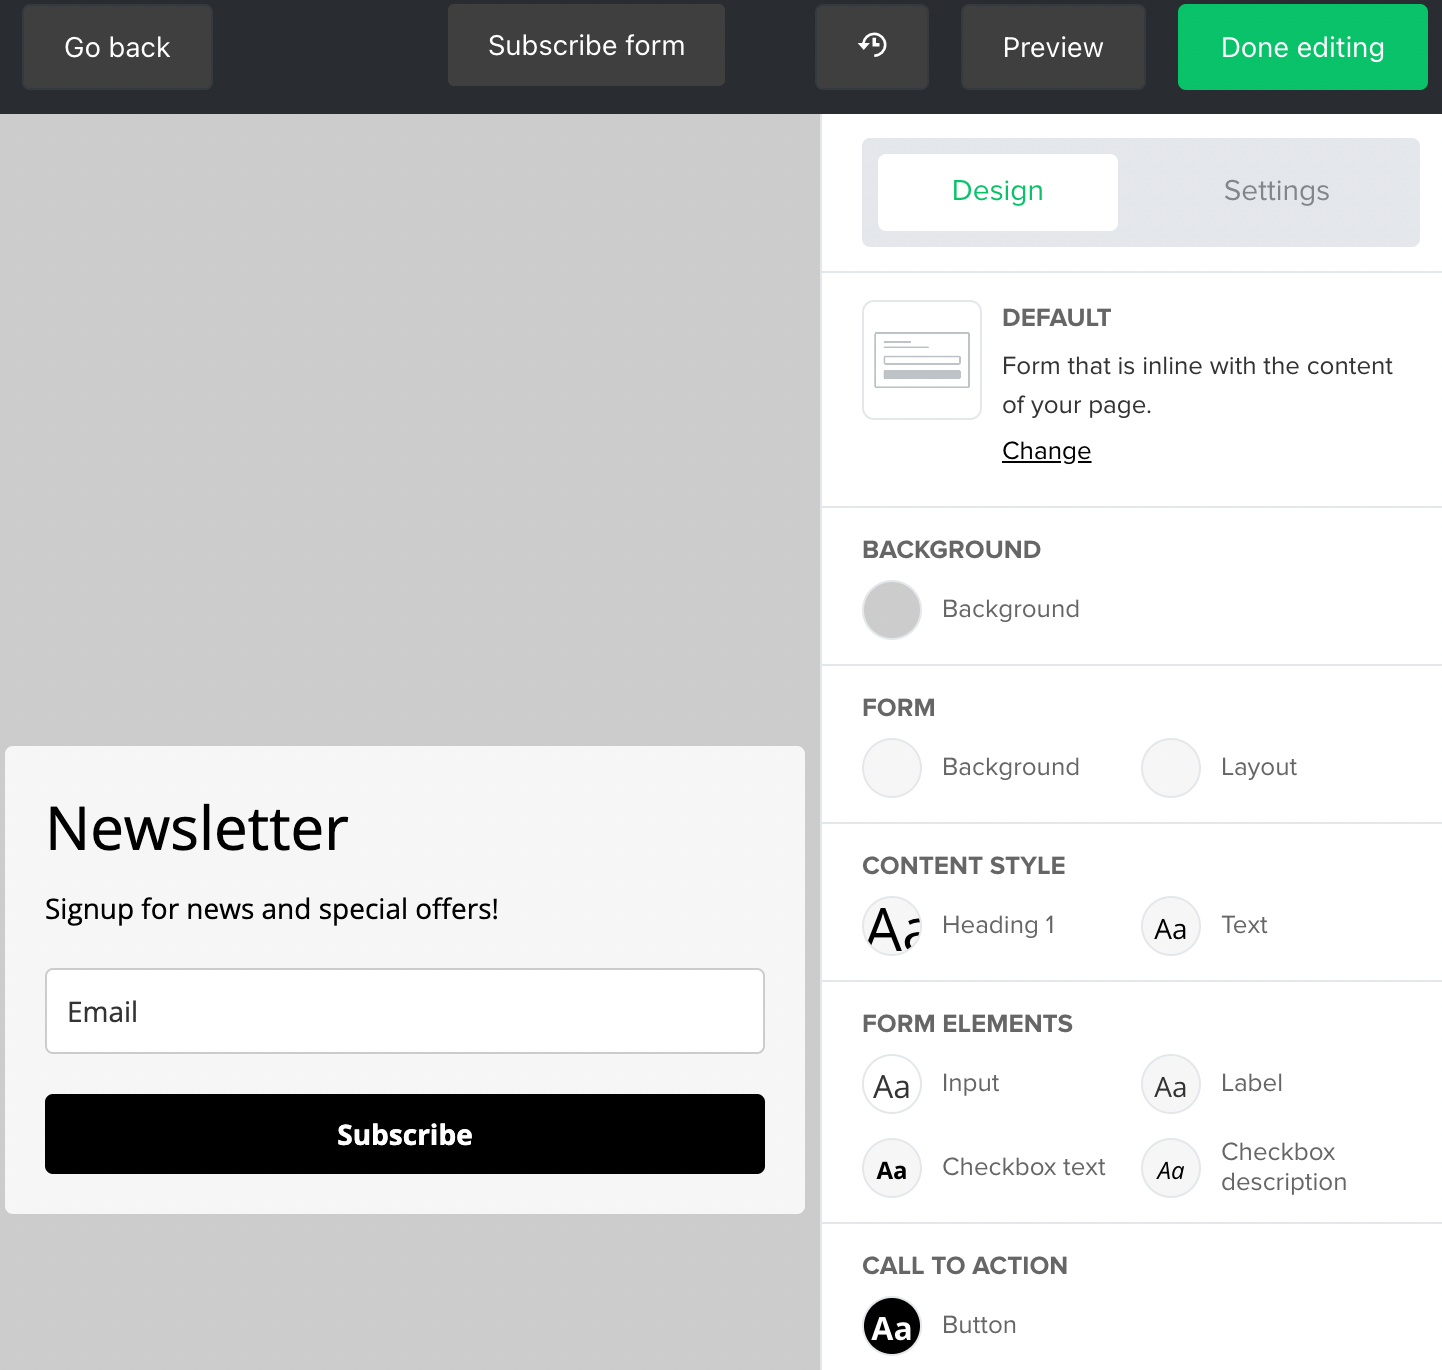 Go back
Subscribe form
Preview
Done editing
Design
Settings
DEFAULT
Form that is inline with the content
of your page.
Change
BACKGROUND
Background
FORM
Background
Layout
Newsletter
Signup for news and special offers!
Email
Subscribe
CONTENT STYLE
Aa
Heading 1
Aa
Text
FORM ELEMENTS
Aa
Input
Aa
Label
Aa
Checkbox text
Aa
Checkbox
description
CALL TO ACTION
Aa
Button